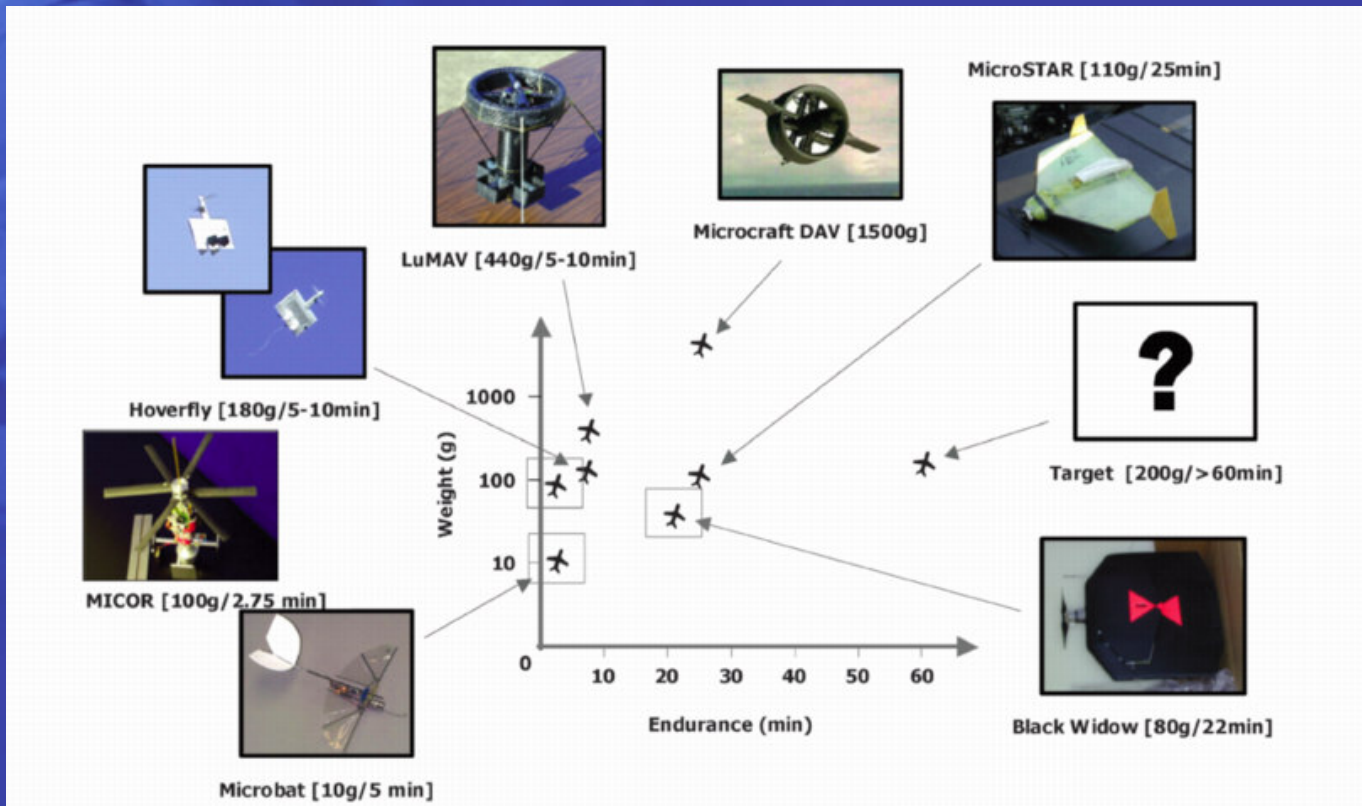 MicroSTAR [110g/25min]
Microcraft DAV [1500g]
LuMAV [440g/5-10min]
Hoverfly [180g/5-10min]
MICOR [100g/2.75 min]
Microbat [10g/5 min]
?
Target [200g/>60min]
Black Widow [80g/22min]
Weight (g)
1000
100
10
0
10 20 30 40 50 60
Endurance (min)